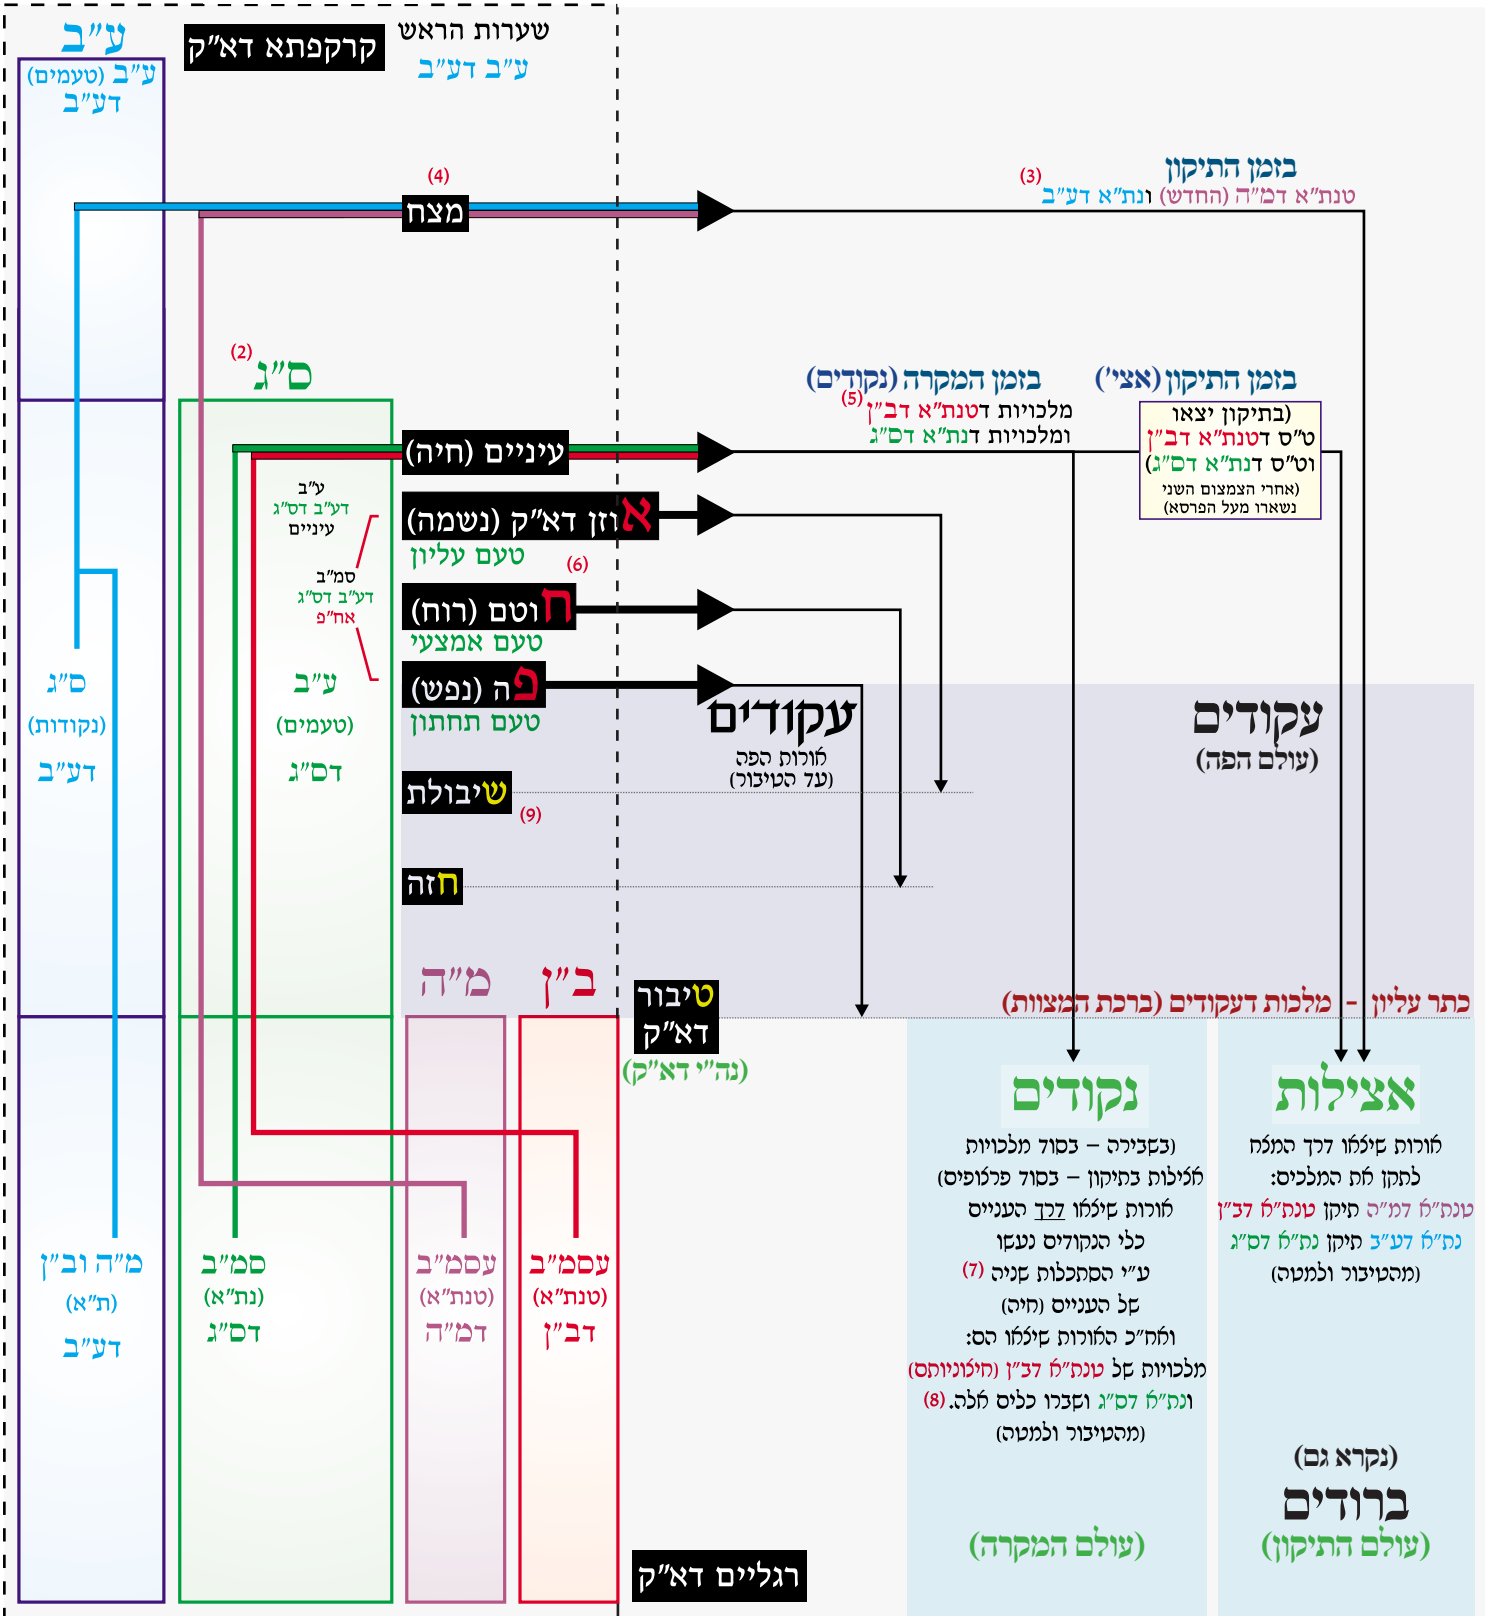 ע״ב
ע״ב (טעמים)
דע״ב
קרקפתא דא״ק
שערות הראש
ע״ב דע״ב
בזמן התיקון
(3)
טנת״א דמ״ה (החדש) ונת״א דע״ב
(4)
מצח
(2)
ס״ג
בזמן התיקון (אצי׳)
(בתיקון יצאו
ט״ס דטנת״א דב״ן
וט״ס דנת״א דס״ג)
(אחרי הצמצום השני
נשארו מעל הפרסא)
בזמן המקרה (נקודים)
(5)
מלכויות דטנת״א דב״ן
ומלכויות דנת״א דס״ג
עיניים (חיה)
אוזן דא״ק (נשמה)
טעם עליון
(6)
חוטם (רוח)
טעם אמצעי
פה (נפש)
טעם תחתון
ע״ב
דע״ב דס״ג
עיניים
סמ״ב
דע״ב דס״ג
אח״פ
ע״ב
(טעמים)
דס״ג
ס״ג
(נקודות)
דע״ב
עקודים
(עולם הפה)
עקודים
אורות הפה
(עד הטיבור)
שיבולת
(9)
חזה
ב״ן
מ״ה
טיבור
דא״ק
(נה״י דא״ק)
כתר עליון - מלכות דעקודים (ברכת המצוות)
אצילות
אורות שיצאו דרך המצח
לתקן את המלכים:
טנת״א דמ״ה תיקן טנת״א דב״ן
נת״א דע״ב תיקן נת״א דס״ג
(מהטיבור ולמטה)
(נקרא גם)
ברודים
(עולם התיקון)
נקודים
(בשבירה – בסוד מלכויות
אצילות בתיקון – בסוד פרצופים)
אורות שיצאו דרך העניים
כלי הנקודים נעשו
ע״י הסתכלות שניה (7)
של העניים (חיה)
ואח״כ האורות שיצאו הם:
מלכויות של טנת״א דב״ן (חיצוניותם)
ונת״א דס״ג ושברו כלים אלה. (8)
(מהטיבור ולמטה)
(עולם המקרה)
עסמ״ב
(טנת״א)
דב״ן
עסמ״ב
(טנת״א)
דמ״ה
סמ״ב
(נת״א)
דס״ג
מ״ה וב״ן
(ת״א)
דע״ב
רגליים דא״ק